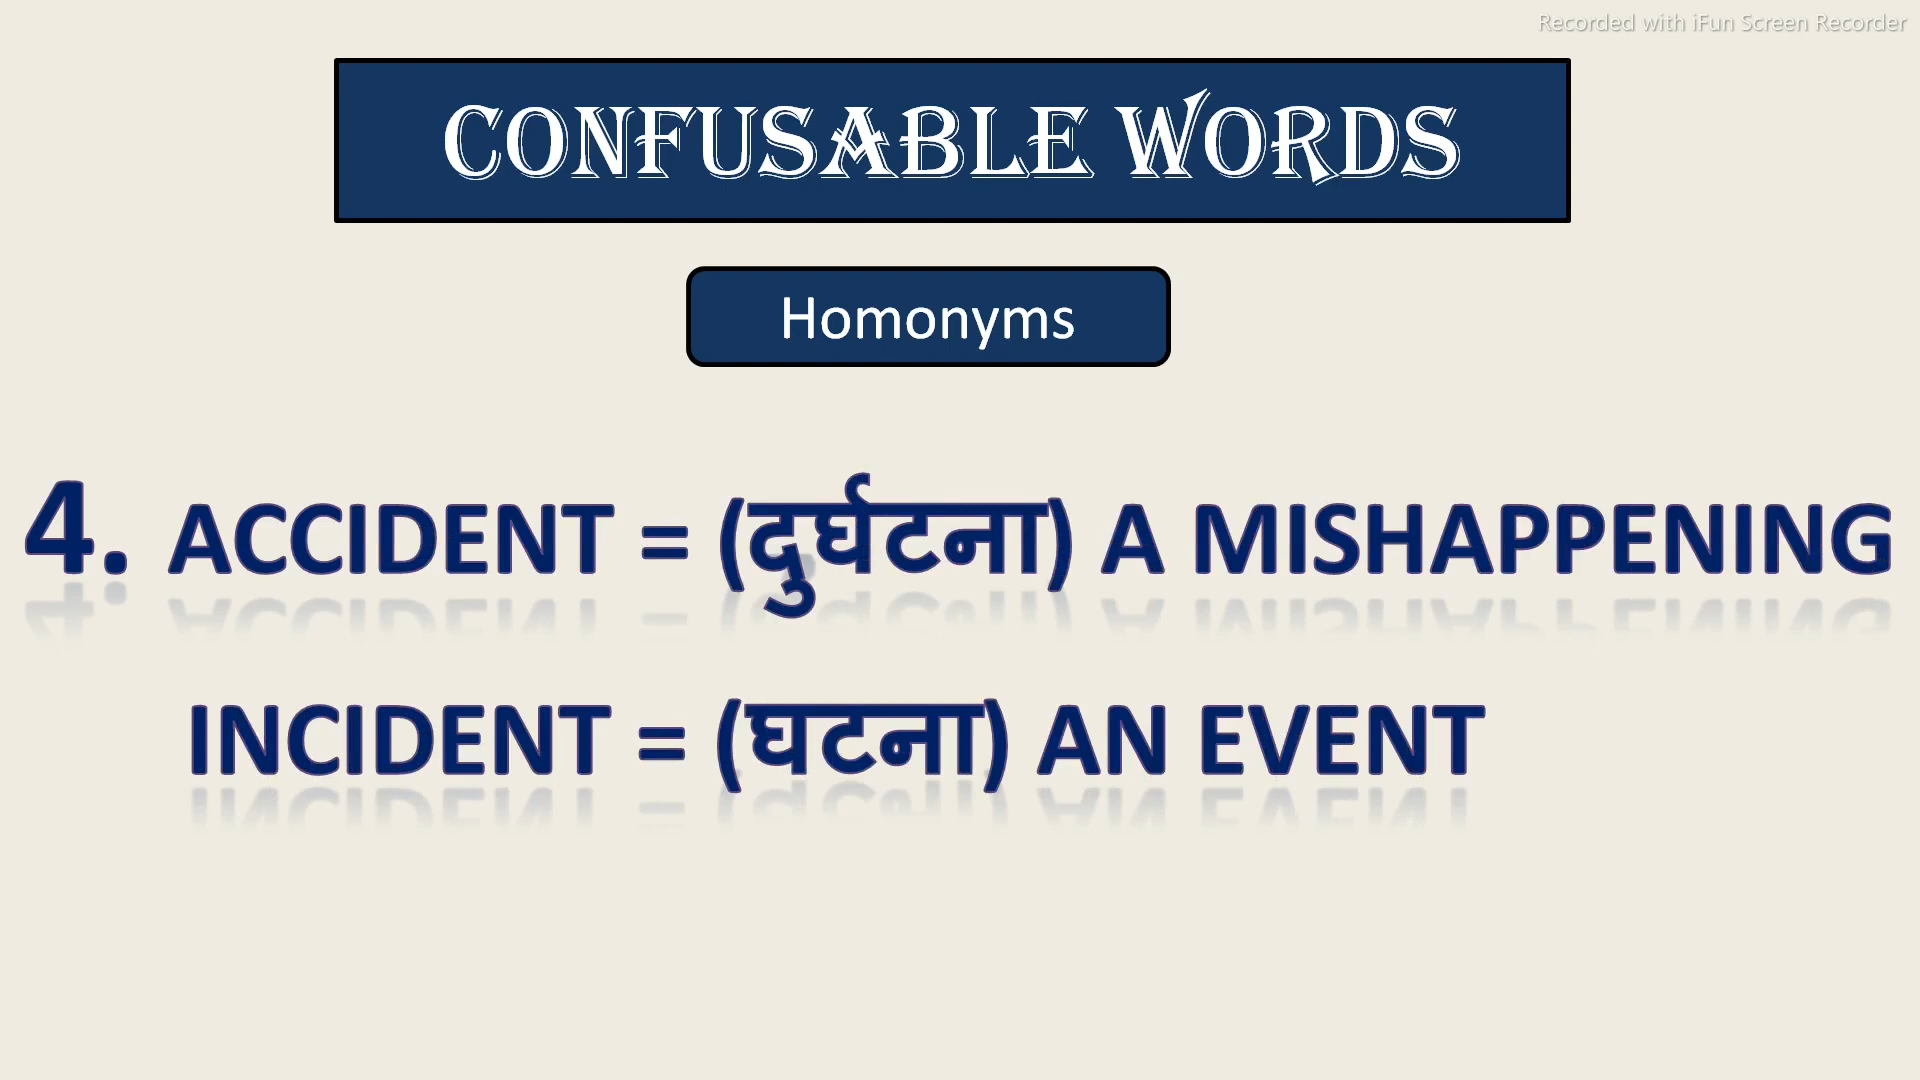 Recorded with iFun Screen Recorder
CONFUSABLE WORDS
Homonyms
4. ACCIDENT = (दुर्घटना) A MISHAPPENING
INCIDENT = (घटना) AN EVENT